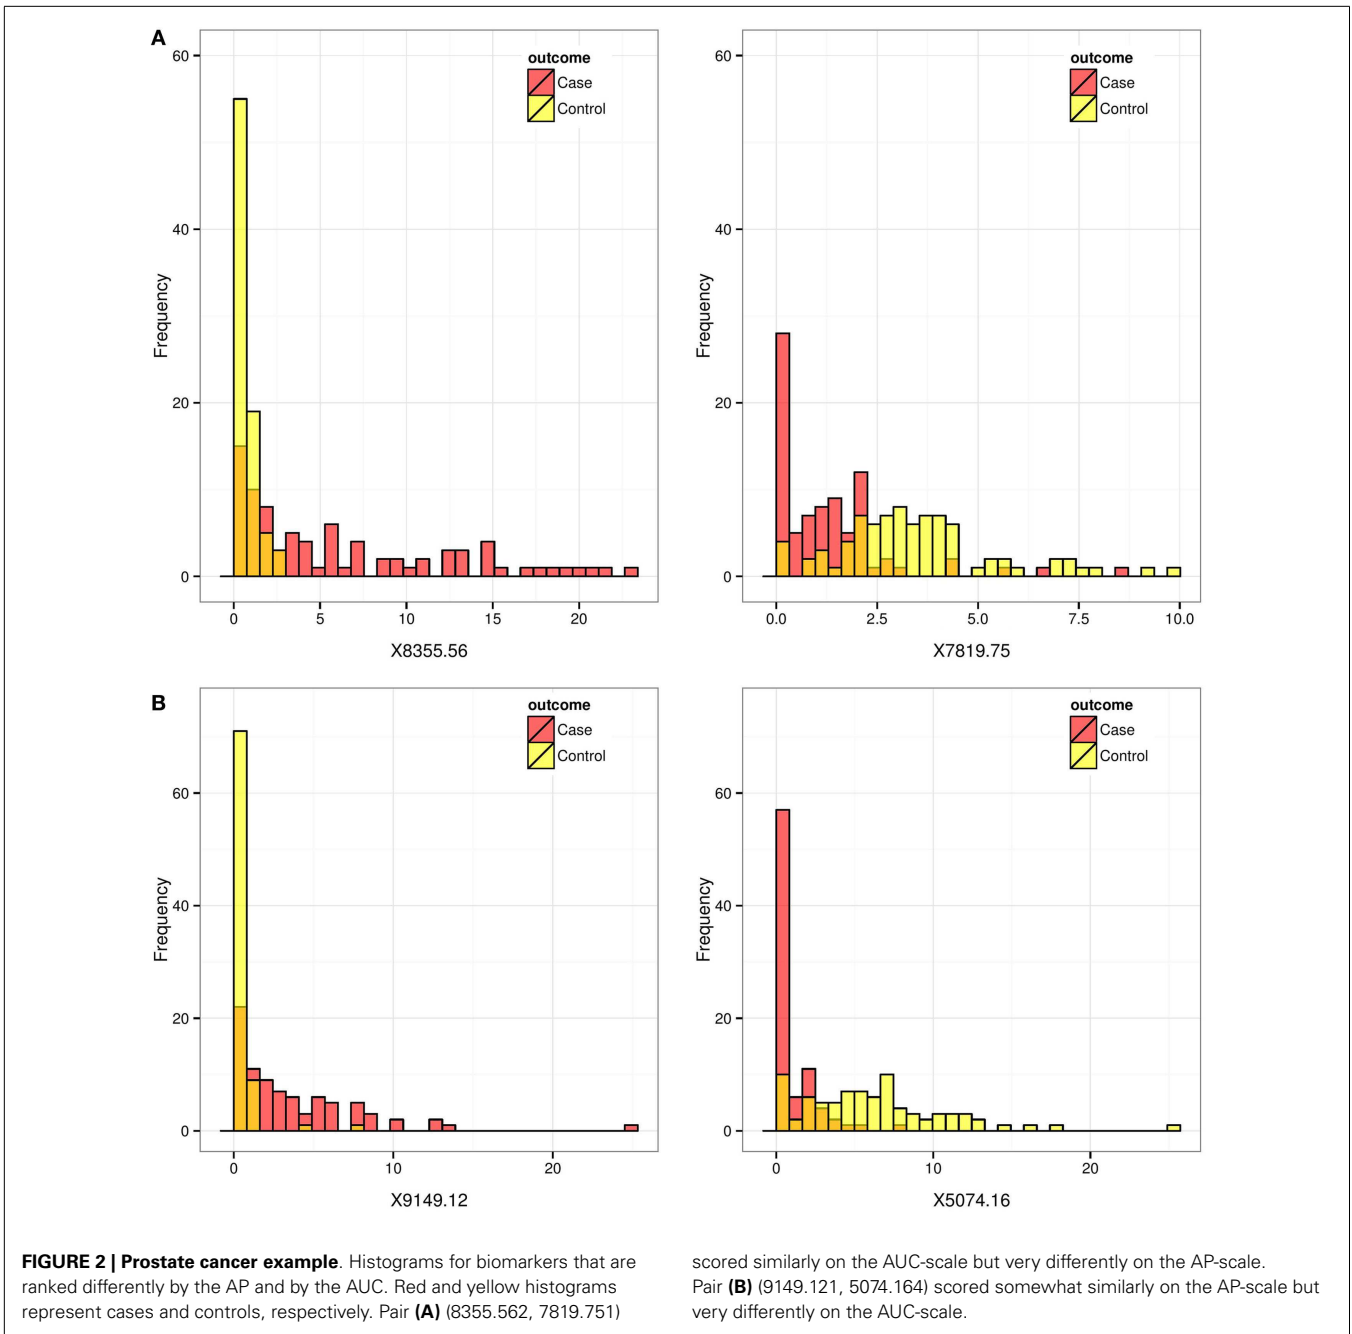 A
60
40
20
0
Frequency
outcome
Case
Control
0 5 10 15 20
X8355.56
60
40
20
0
Frequency
outcome
Case
Control
0.0 2.5 5.0 7.5 10.0
X7819.75
B
60
40
20
0
Frequency
outcome
Case
Control
0 10 20
X9149.12
60
40
20
0
Frequency
outcome
Case
Control
0 10 20
X5074.16
FIGURE 2 | Prostate cancer example. Histograms for biomarkers that are
ranked differently by the AP and by the AUC. Red and yellow histograms
represent cases and controls, respectively. Pair (A) (8355.562, 7819.751)
scored similarly on the AUC-scale but very differently on the AP-scale.
Pair (B) (9149.121, 5074.164) scored somewhat similarly on the AP-scale but
very differently on the AUC-scale.